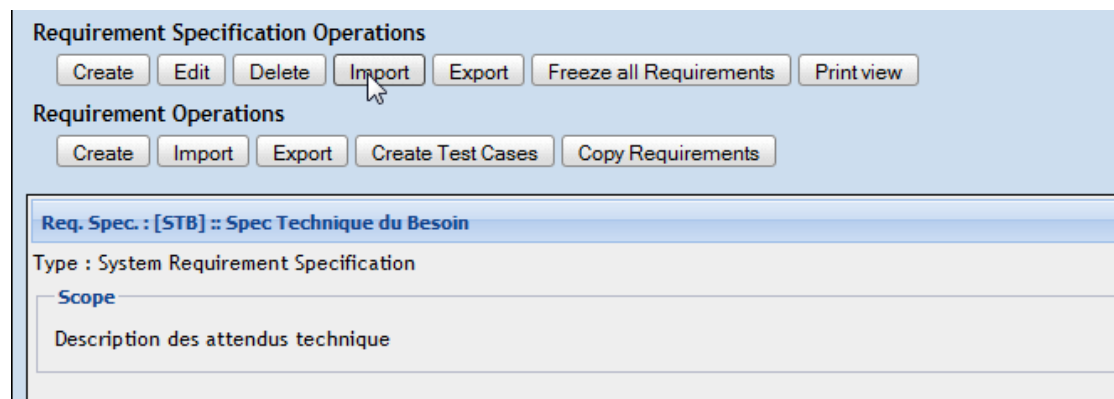 Requirement Specification Operations
Create Edit Delete Import Export Freeze all Requirements Print view
Requirement Operations
Create Import Export Create Test Cases Copy Requirements
Req. Spec. : [STB] :: Spec Technique du Besoin
Type : System Requirement Specification
Scope
Description des attendus technique